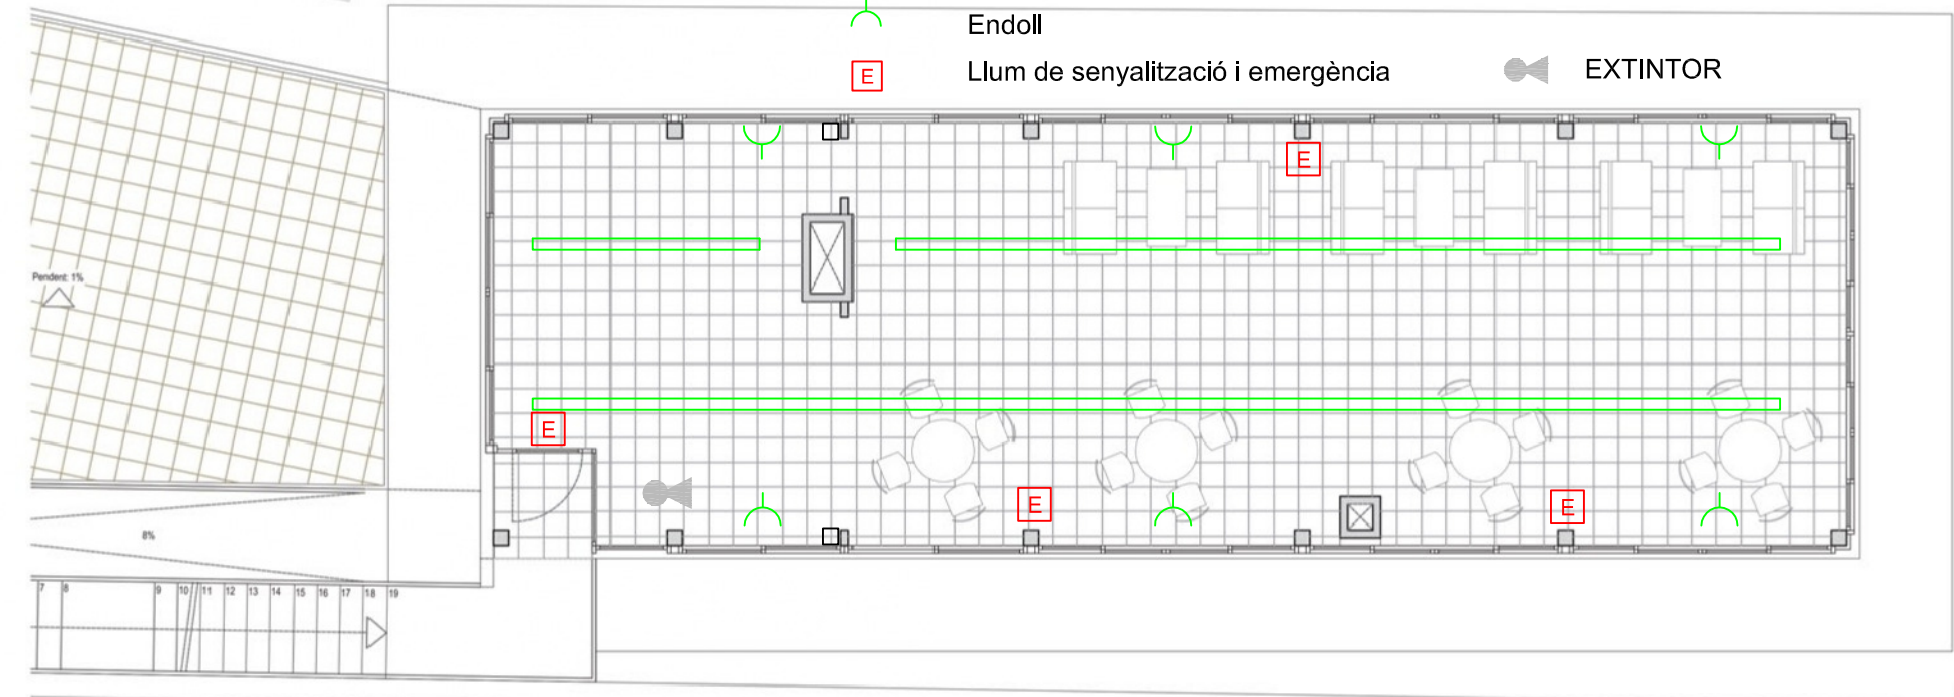 Endoll
E Llum de senyalització i emergència EXTINTOR
E
Pendent: 1%
E
E
E
8%
7 8 9 10 11 12 13 14 15 16 17 18 19